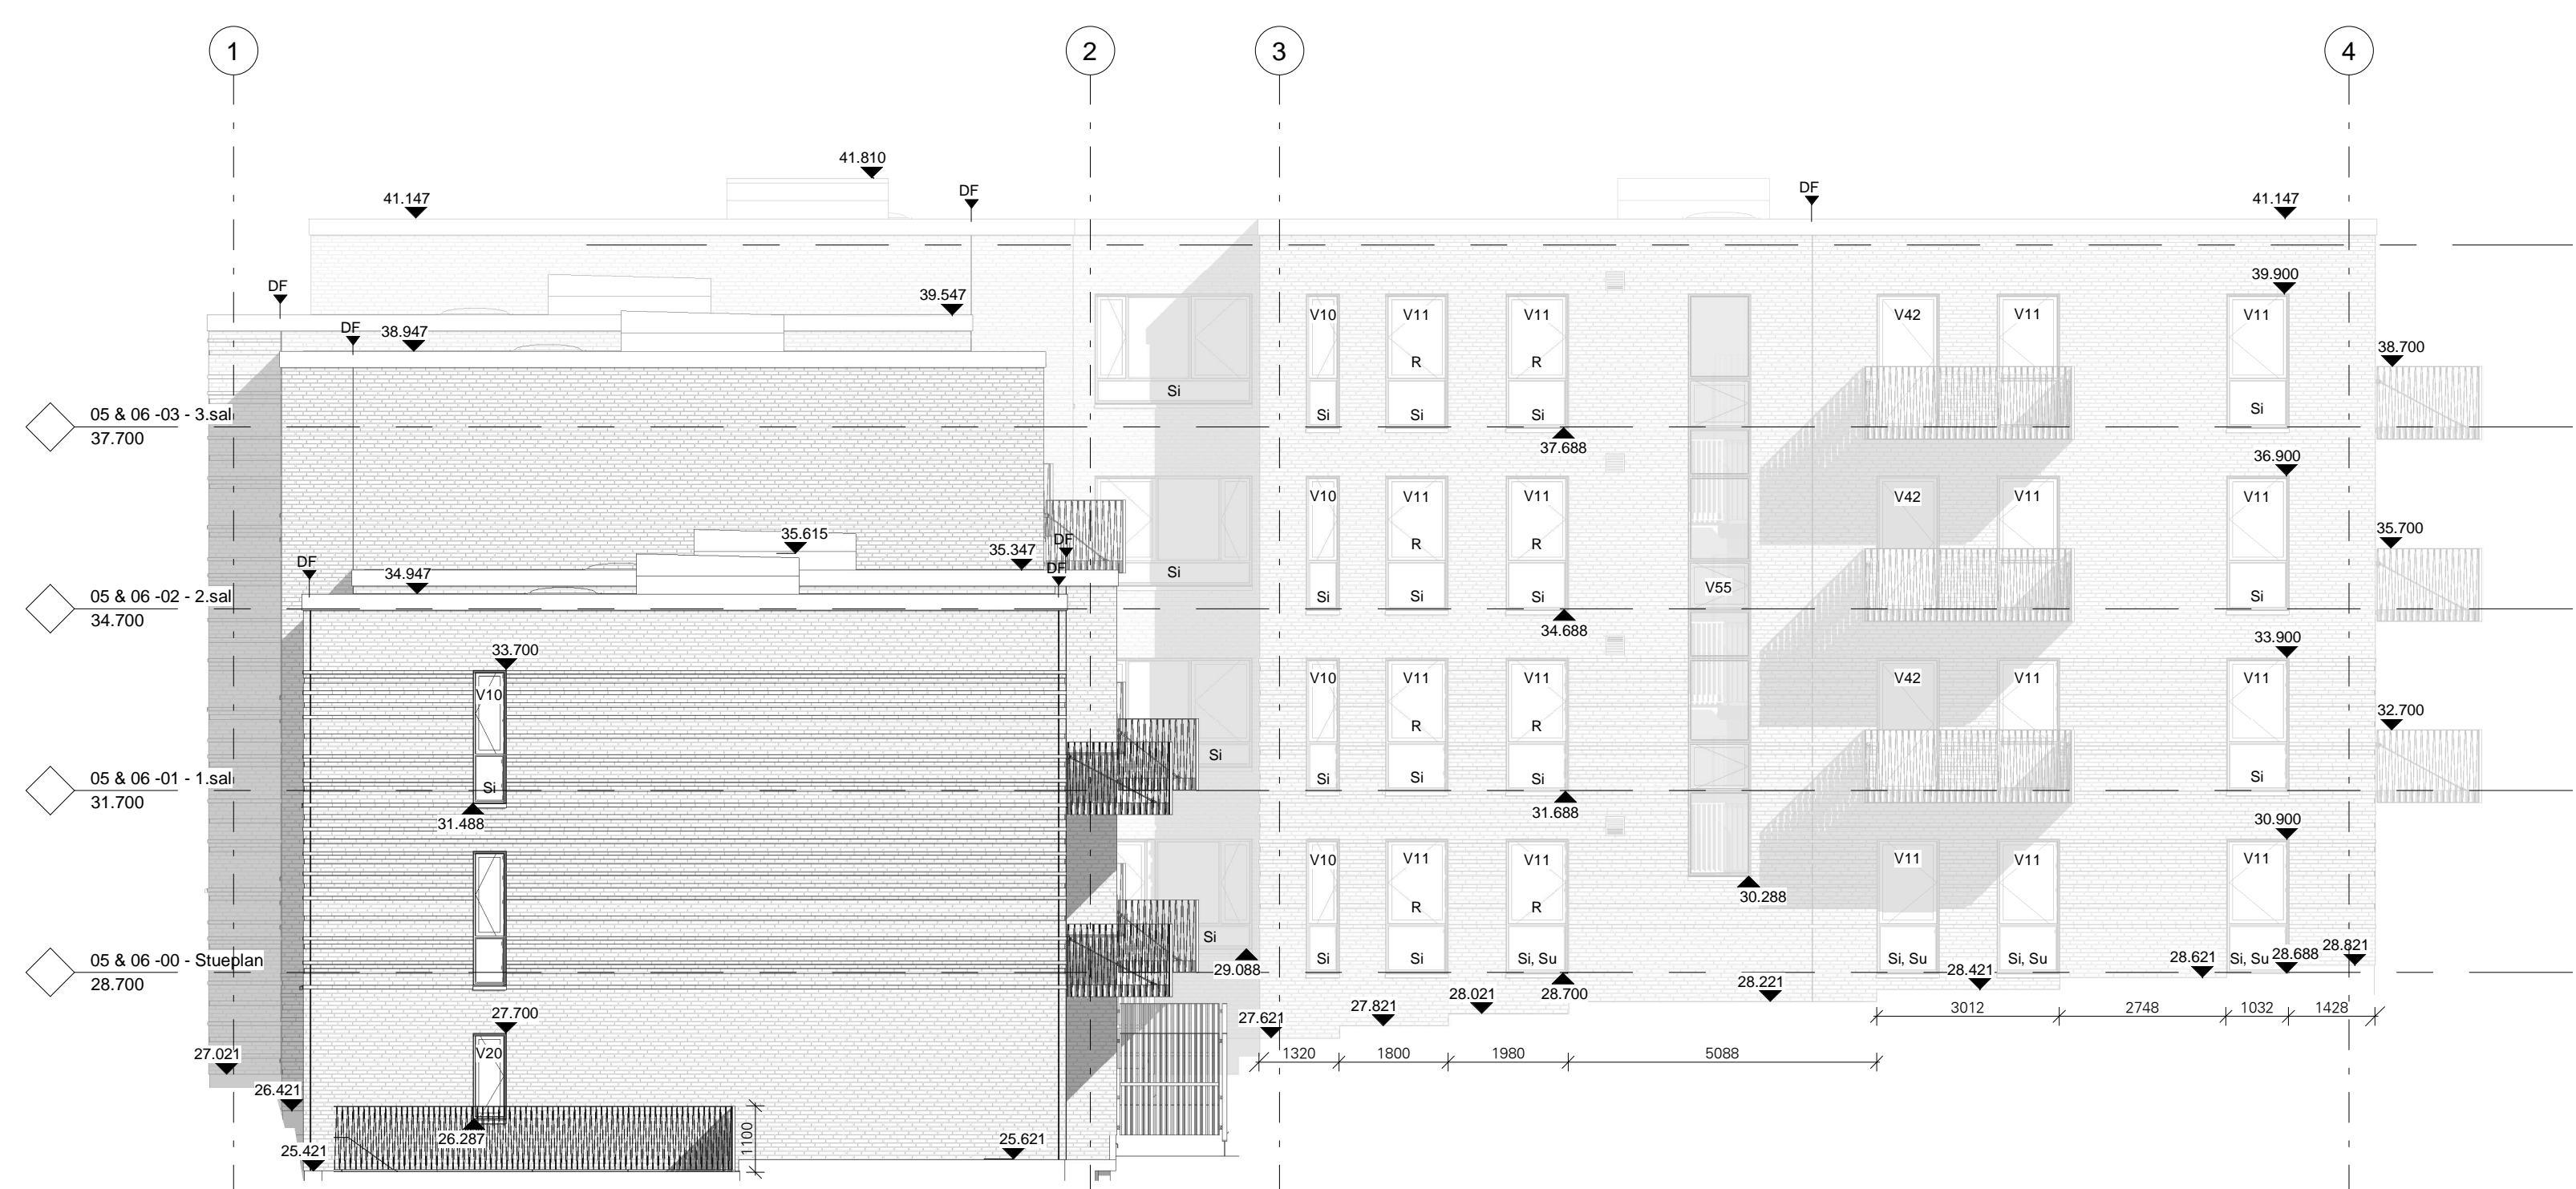 1
2
3
4
41.810
41.147
DF
DF
41.147
DF
39.547
39.900
DF
38.947
V10
V11
V11
V42
V11
V11
R
R
38.700
Si
Si
Si
Si
Si
05 & 06 -03 - 3.sal
37.700
37.688
36.900
V10
V11
V11
V42
V11
V11
R
R
35.700
35.615
DF
35.347
DF
DF
34.947
Si
V55
Si
Si
Si
Si
05 & 06 -02 - 2.sal
34.700
34.688
33.900
33.700
V10
V10
V11
V11
V42
V11
V11
R
R
32.700
Si
Si
Si
Si
Si
Si
05 & 06 -01 - 1.sal
31.700
31.488
31.688
30.900
V10
V11
V11
V11
V11
V11
30.288
R
R
Si
Si
Si
Si, Su
Si, Su
Si, Su
Si, Su
05 & 06 -00 - Stueplan
28.700
29.088
28.700
28.221
28.421
28.621
28.688
28.821
27.621
27.821
28.021
3012
2748
1032
1428
27.700
V20
1320
1800
1980
5088
27.021
26.421
26.287
1100
25.421
25.621